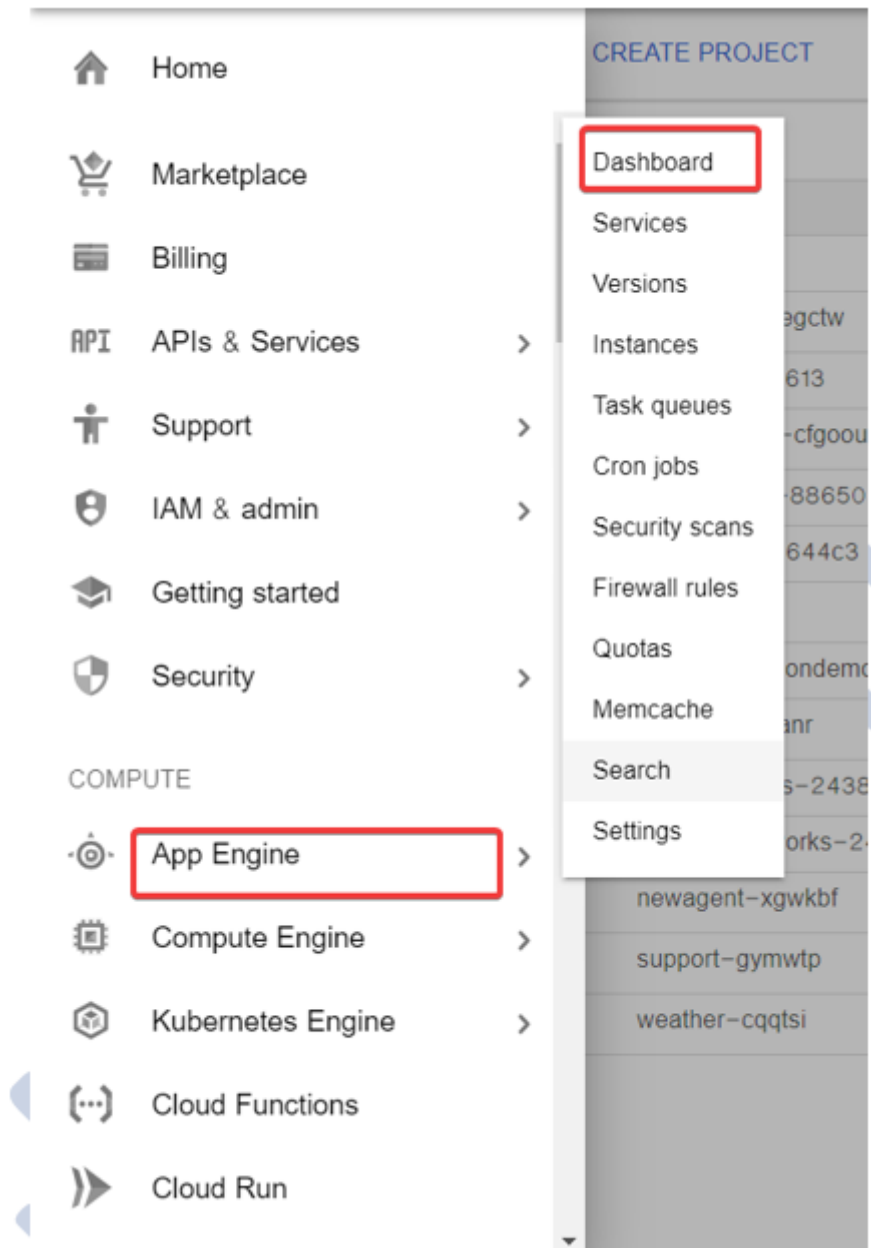 Home
CREATE PROJECT
Marketplace
Billing
API APIs & Services
Support
IAM & admin
Getting started
Security
COMPUTE
App Engine
Compute Engine
Kubernetes Engine
Cloud Functions
Cloud Run
Dashboard
Services
Versions
Instances
Task queues
Cron jobs
Security scans
Firewall rules
Quotas
Memcache
Search
Settings
egctw
613
-cfgoou
-88650
644c3
ondemo
anr
s-2438
orks-24
newagent-xgwkbf
support-gymwtp
weather-cqqtsi